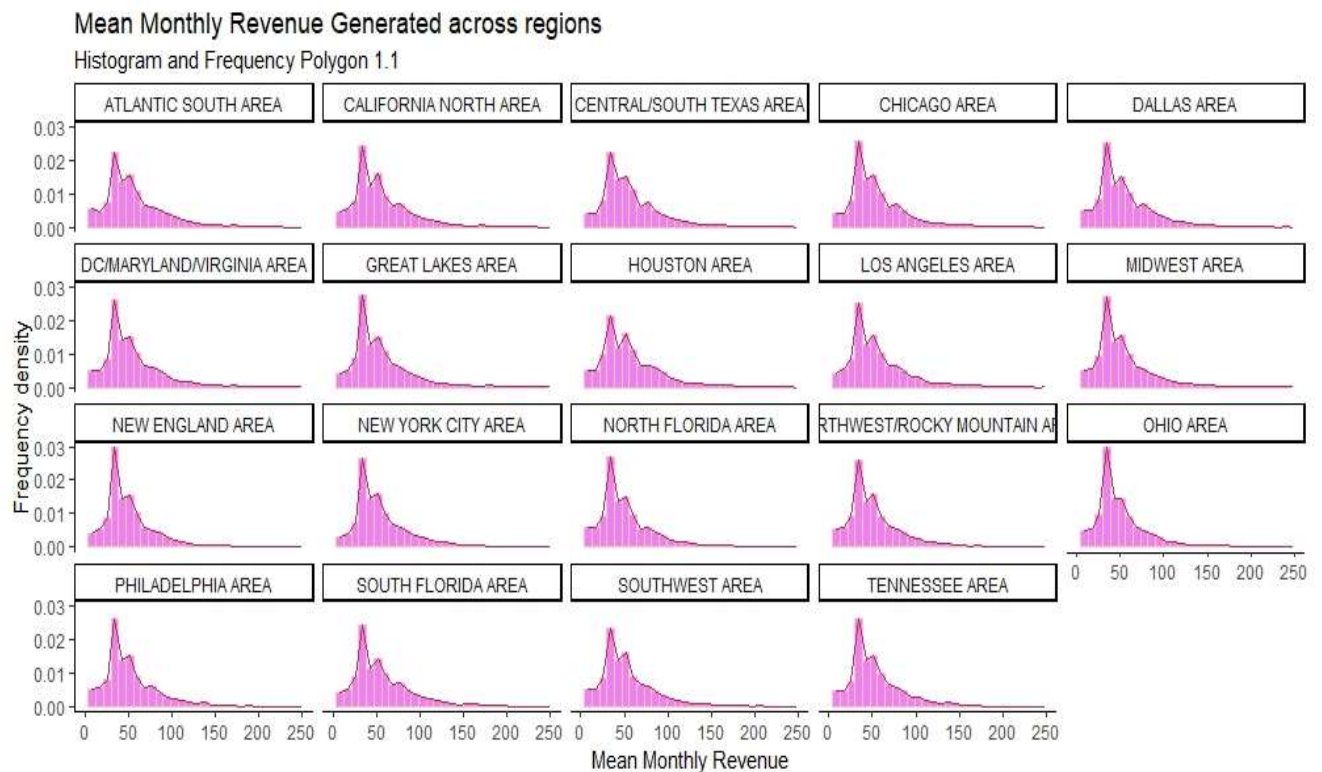 Mean Monthly Revenue Generated across regions
Histogram and Frequency Polygon 1.1
ATLANTIC SOUTH AREA CALIFORNIA NORTH AREA CENTRAL/SOUTH TEXAS AREA CHICAGO AREA DALLAS AREA
0.03
0.02
0.01
0.00
DC/MARYLAND/VIRGINIA AREA GREAT LAKES AREA HOUSTON AREA LOS ANGELES AREA MIDWEST AREA
0.03
0.02
0.01
0.00
Frequency density
NEW ENGLAND AREA NEW YORK CITY AREA NORTH FLORIDA AREA RTHWEST/ROCKY MOUNTAIN AR OHIO AREA
0.03
0.02
0.01
0.00
0 50 100 150 200 250
PHILADELPHIA AREA SOUTH FLORIDA AREA SOUTHWEST AREA TENNESSEE AREA
0.03
0.02
0.01
0.00
0 50 100 150 200 250 0 50 100 150 200 250 0 50 100 150 200 250 0 50 100 150 200 250
Mean Monthly Revenue